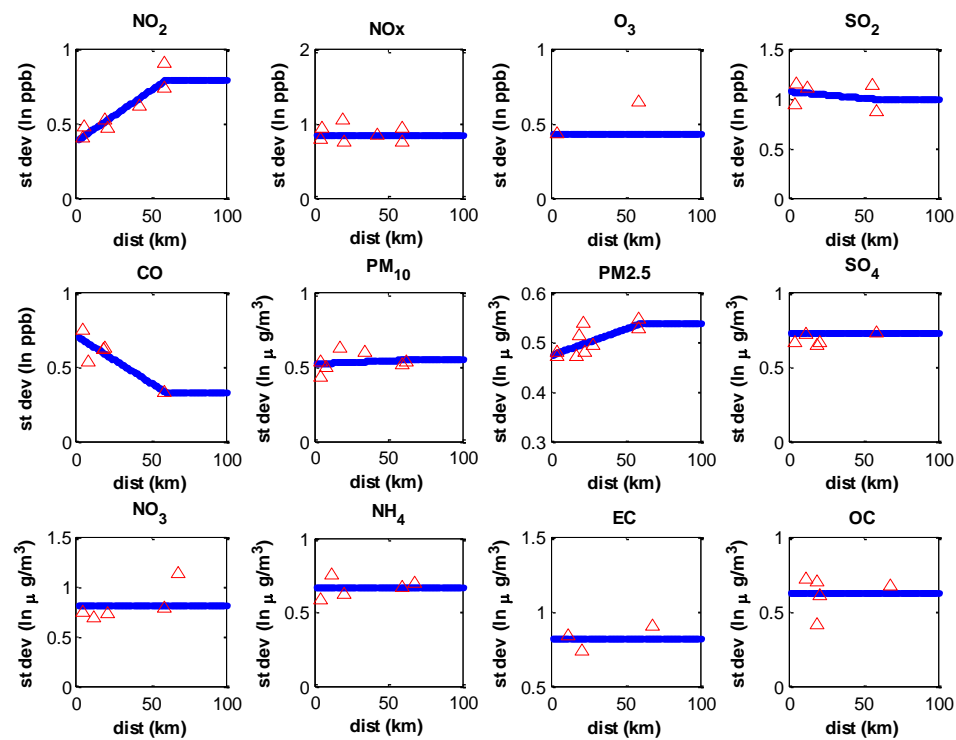 NO2
NOx
O3
SO2
st dev (ln ppb)
1
0.5
0
0 50 100
dist (km)
st dev (ln ppb)
2
1
0
0 50 100
dist (km)
st dev (ln ppb)
1
0.5
0
0 50 100
dist (km)
st dev (ln ppb)
1.5
1
0.5
0
0 50 100
dist (km)
CO
PM10
PM2.5
SO4
st dev (ln ppb)
1
0.5
0
0 50 100
dist (km)
st dev (ln μ g/m3)
1
0.5
0
0 50 100
dist (km)
st dev (ln μ g/m3)
0.6
0.5
0.4
0.3
0 50 100
dist (km)
st dev (ln μ g/m3)
1
0.5
0
0 50 100
dist (km)
NO3
NH4
EC
OC
st dev (ln μ g/m3)
1.5
1
0.5
0
0 50 100
dist (km)
st dev (ln μ g/m3)
1
0.5
0
0 50 100
dist (km)
st dev (ln μ g/m3)
1.5
1
0.5
0 50 100
dist (km)
st dev (ln μ g/m3)
1
0.5
0
0 50 100
dist (km)